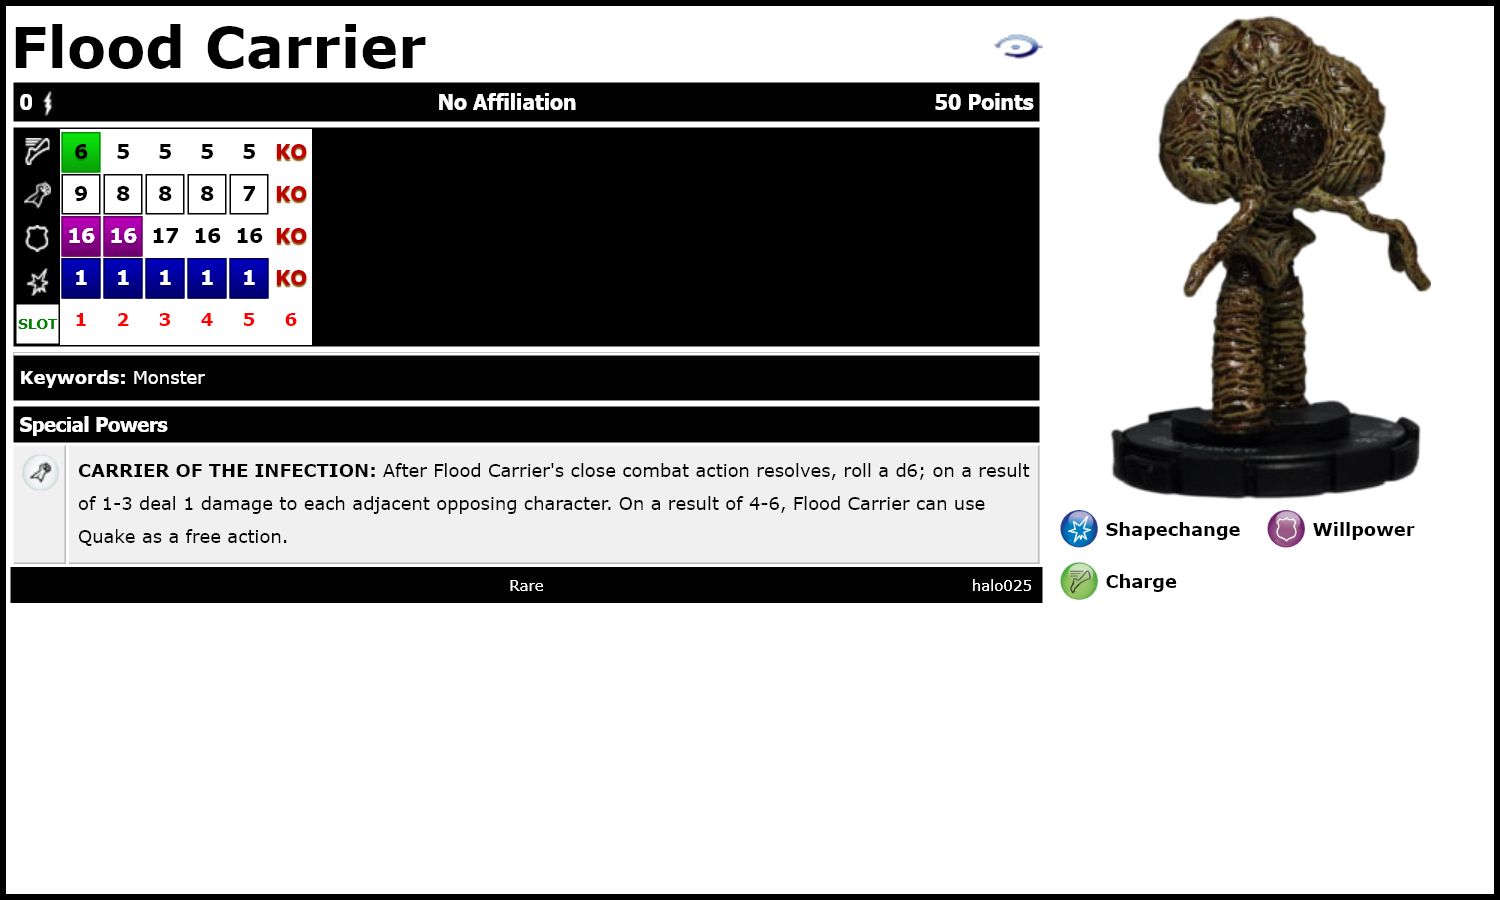 Flood Carrier
0 No Affiliation 50 Points
6 5 5 5 5 KO
9 8 8 8 7 KO
16 16 17 16 16 KO
1 1 1 1 1 KO
SLOT 1 2 3 4 5 6
Keywords: Monster
Special Powers
CARRIER OF THE INFECTION: After Flood Carrier's close combat action resolves, roll a d6; on a result
of 1-3 deal 1 damage to each adjacent opposing character. On a result of 4-6, Flood Carrier can use
Quake as a free action.
Rare halo025
Shapechange Willpower
Charge